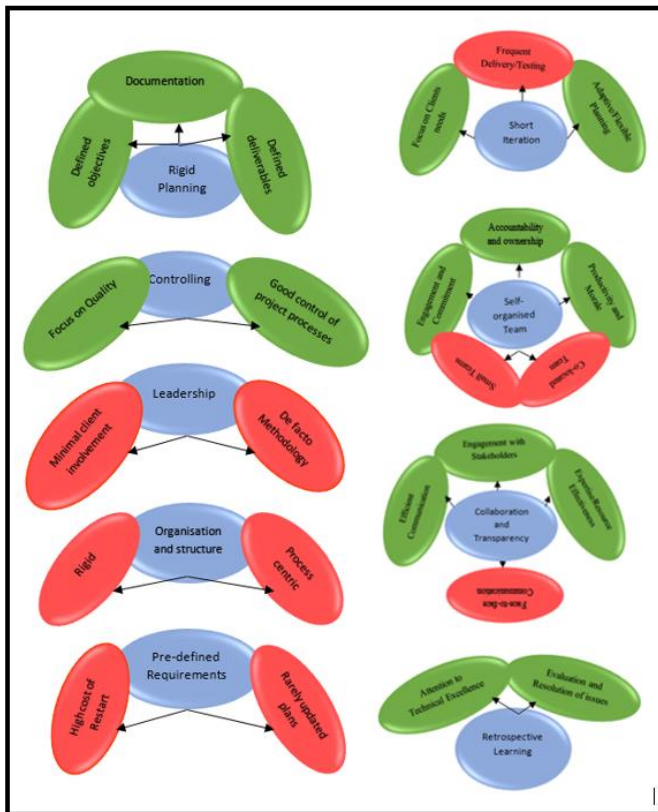 Documentation
Defined
objectives
Defined
deliverables
Rigid
Planning
Controlling
Focus on Quality
Good control of
project processes
Leadership
Minimal client
involvement
De facto
Methodology
Organisation
and structure
Rigid
Process
centric
Pre-defined
Requirements
Highcost of
Restart
Rarely updated
plans
Frequent
Delivery/Testing
Focus on Clients
needs
Adaptive/Flexible
Planning
Short
Iteration
Accountability
and ownership
Engagement and
Commitment
Productivity and
Morale
Self-
organised
Team
Small Teams
Co-located
Team
Engagement with
Stakeholders
Efficient
Communication
Expertise/Resource
Effectiveness
Collaboration
and
Transparency
Face-to-face
Communication
Attention to
Technical Excellence
Evaluation and
Resolution of issues
Retrospective
Learning